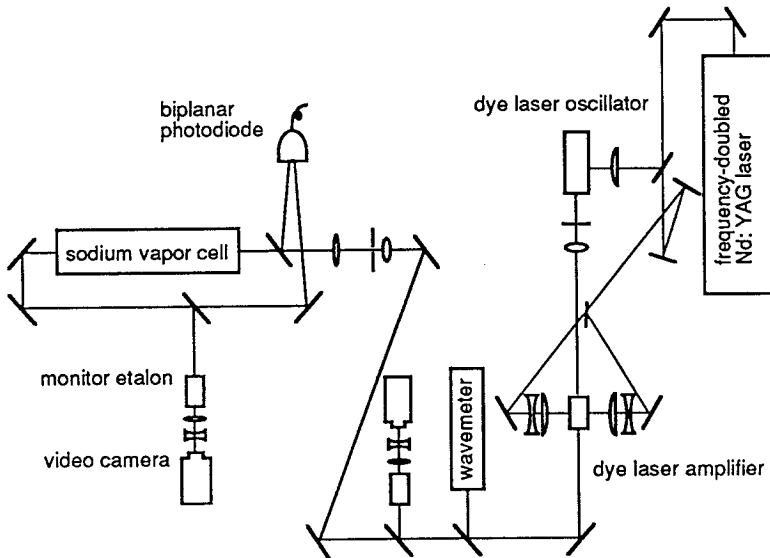 biplanar
photodiode
dye laser oscillator
frequency-doubled
Nd: YAG laser
sodium vapor cell
monitor etalon
video camera
wavemeter
dye laser amplifier